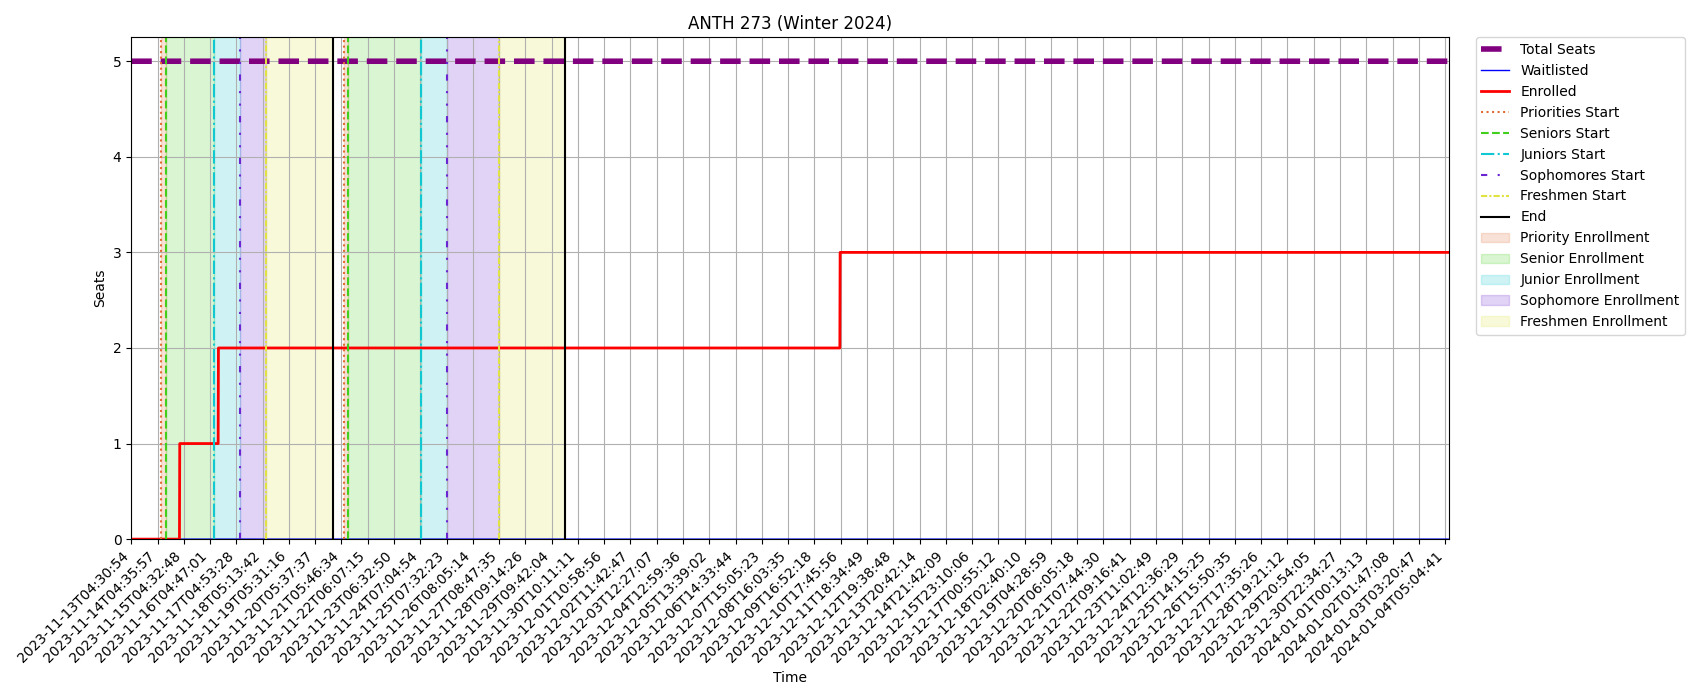 ANTH 273 (Winter 2024)
Seats
5
4
3
2
1
0
2023-11-13T04:30:54
2023-11-14T04:35:57
2023-11-15T04:32:48
2023-11-16T04:47:01
2023-11-17T04:53:28
2023-11-18T05:13:42
2023-11-19T05:31:16
2023-11-20T05:37:37
2023-11-21T05:46:34
2023-11-22T06:07:15
2023-11-23T06:32:50
2023-11-24T07:04:54
2023-11-25T07:32:23
2023-11-26T08:05:14
2023-11-27T08:47:35
2023-11-28T09:14:26
2023-11-29T09:42:04
2023-11-30T10:11:11
2023-12-01T10:58:56
2023-12-02T11:42:47
2023-12-03T12:27:07
2023-12-04T12:59:36
2023-12-05T13:39:02
2023-12-06T14:33:44
2023-12-07T15:05:23
2023-12-08T16:03:35
2023-12-09T16:52:18
2023-12-10T17:45:56
2023-12-11T18:34:49
2023-12-12T19:38:48
2023-12-13T20:42:14
2023-12-14T21:42:09
2023-12-15T23:10:06
2023-12-17T00:55:12
2023-12-18T02:40:10
2023-12-19T04:28:59
2023-12-20T06:05:18
2023-12-21T07:44:30
2023-12-22T09:16:41
2023-12-23T11:02:49
2023-12-24T12:36:29
2023-12-25T14:15:25
2023-12-26T15:50:35
2023-12-27T17:35:26
2023-12-28T19:21:12
2023-12-29T20:54:05
2023-12-30T22:34:27
2024-01-01T00:13:13
2024-01-02T01:47:08
2024-01-03T03:20:47
2024-01-04T05:04:41
Time
Total Seats
Waitlisted
Enrolled
Priorities Start
Seniors Start
Juniors Start
Sophomores Start
Freshmen Start
End
Priority Enrollment
Senior Enrollment
Junior Enrollment
Sophomore Enrollment
Freshmen Enrollment